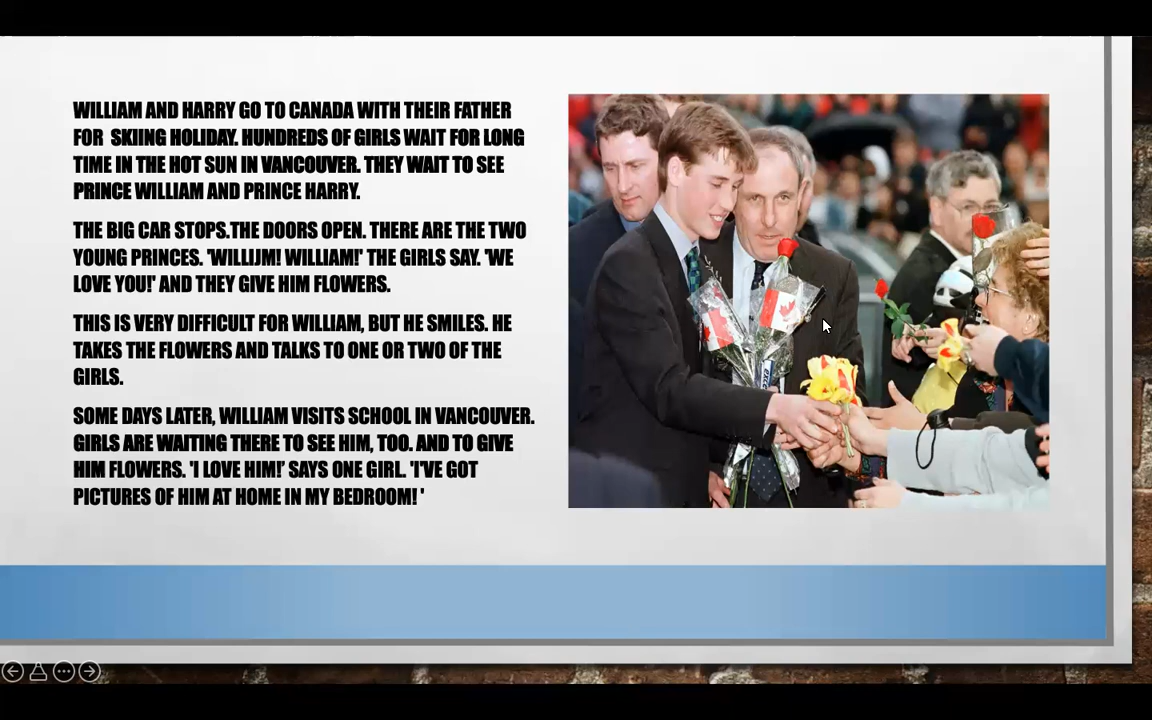 WILLIAM AND HARRY GO TO CANADA WITH THEIR FATHER
FOR SKIING HOLIDAY. HUNDREDS OF GIRLS WAIT FOR LONG
TIME IN THE HOT SUN IN VANCOUVER. THEY WAIT TO SEE
PRINCE WILLIAM AND PRINCE HARRY.
THE BIG CAR STOPS.THE DOORS OPEN. THERE ARE THE TWO
YOUNG PRINCES. 'WILLIJM! WILLIAM!' THE GIRLS SAY. 'WE
LOVE YOU!' AND THEY GIVE HIM FLOWERS.
THIS IS VERY DIFFICULT FOR WILLIAM, BUT HE SMILES. HE
TAKES THE FLOWERS AND TALKS TO ONE OR TWO OF THE
GIRLS.
SOME DAYS LATER, WILLIAM VISITS SCHOOL IN VANCOUVER.
GIRLS ARE WAITING THERE TO SEE HIM, TOO. AND TO GIVE
HIM FLOWERS. 'I LOVE HIM!' SAYS ONE GIRL. 'I'VE GOT
PICTURES OF HIM AT HOME IN MY BEDROOM! '